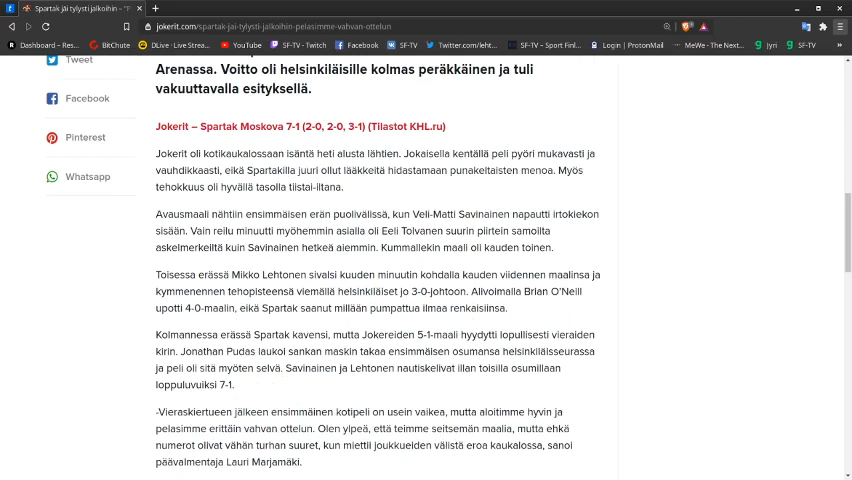 Spartak jäi tylysti jalkoihin – "P
jokerit.com/spartak-jai-tylysti-jalkoihin-pelasimme-vahvan-ottelun
Dashboard – Res... BitChute DLive · Live Strea... YouTube SF-TV - Twitch Facebook SF-TV Twitter.com/leht... SF-TV – Sport Finl... Login | ProtonMail MeWe - The Next... Jyri SF-TV »
Tweet
Facebook
Pinterest
Whatsapp
Arenassa. Voitto oli helsinkiläisille kolmas peräkkäinen ja tuli
vakuuttavalla esityksellä.
Jokerit – Spartak Moskova 7-1 (2-0, 2-0, 3-1) (Tilastot KHL.ru)
Jokerit oli kotikaukalossaan isäntä heti alusta lähtien. Jokaisella kentällä peli pyöri mukavasti ja
vauhdikkaasti, eikä Spartakilla juuri ollut lääkkeitä hidastamaan punakeltaisten menoa. Myös
tehokkuus oli hyvällä tasolla tiistai-iltana.
Avausmaali nähtiin ensimmäisen erän puolivälissä, kun Veli-Matti Savinainen napautti irtokiekon
sisään. Vain reilu minuutti myöhemmin asialla oli Eeli Tolvanen suurin piirtein samoilta
askelmerkeiltä kuin Savinainen hetkeä aiemmin. Kummallekin maali oli kauden toinen.
Toisessa erässä Mikko Lehtonen sivalsi kuuden minuutin kohdalla kauden viidennen maalinsa ja
kymmenennen tehopisteensä viemällä helsinkiläiset jo 3-0-johtoon. Alivoimalla Brian O'Neill
upotti 4-0-maalin, eikä Spartak saanut millään pumpattua ilmaa renkaisiinsa.
Kolmannessa erässä Spartak kavensi, mutta Jokereiden 5-1-maali hyydytti lopullisesti vieraiden
kirin. Jonathan Pudas laukoi sankan maskin takaa ensimmäisen osumansa helsinkiläisseurassa
ja peli oli sitä myöten selvä. Savinainen ja Lehtonen nautiskelivat illan toisilla osumillaan
loppuluvuiksi 7-1.
-Vieraskiertueen jälkeen ensimmäinen kotipeli on usein vaikea, mutta aloitimme hyvin ja
pelasimme erittäin vahvan ottelun. Olen ylpeä, että teimme seitsemän maalia, mutta ehkä
numerot olivat vähän turhan suuret, kun miettii joukkueiden välistä eroa kaukalossa, sanoi
päävalmentaja Lauri Marjamäki.